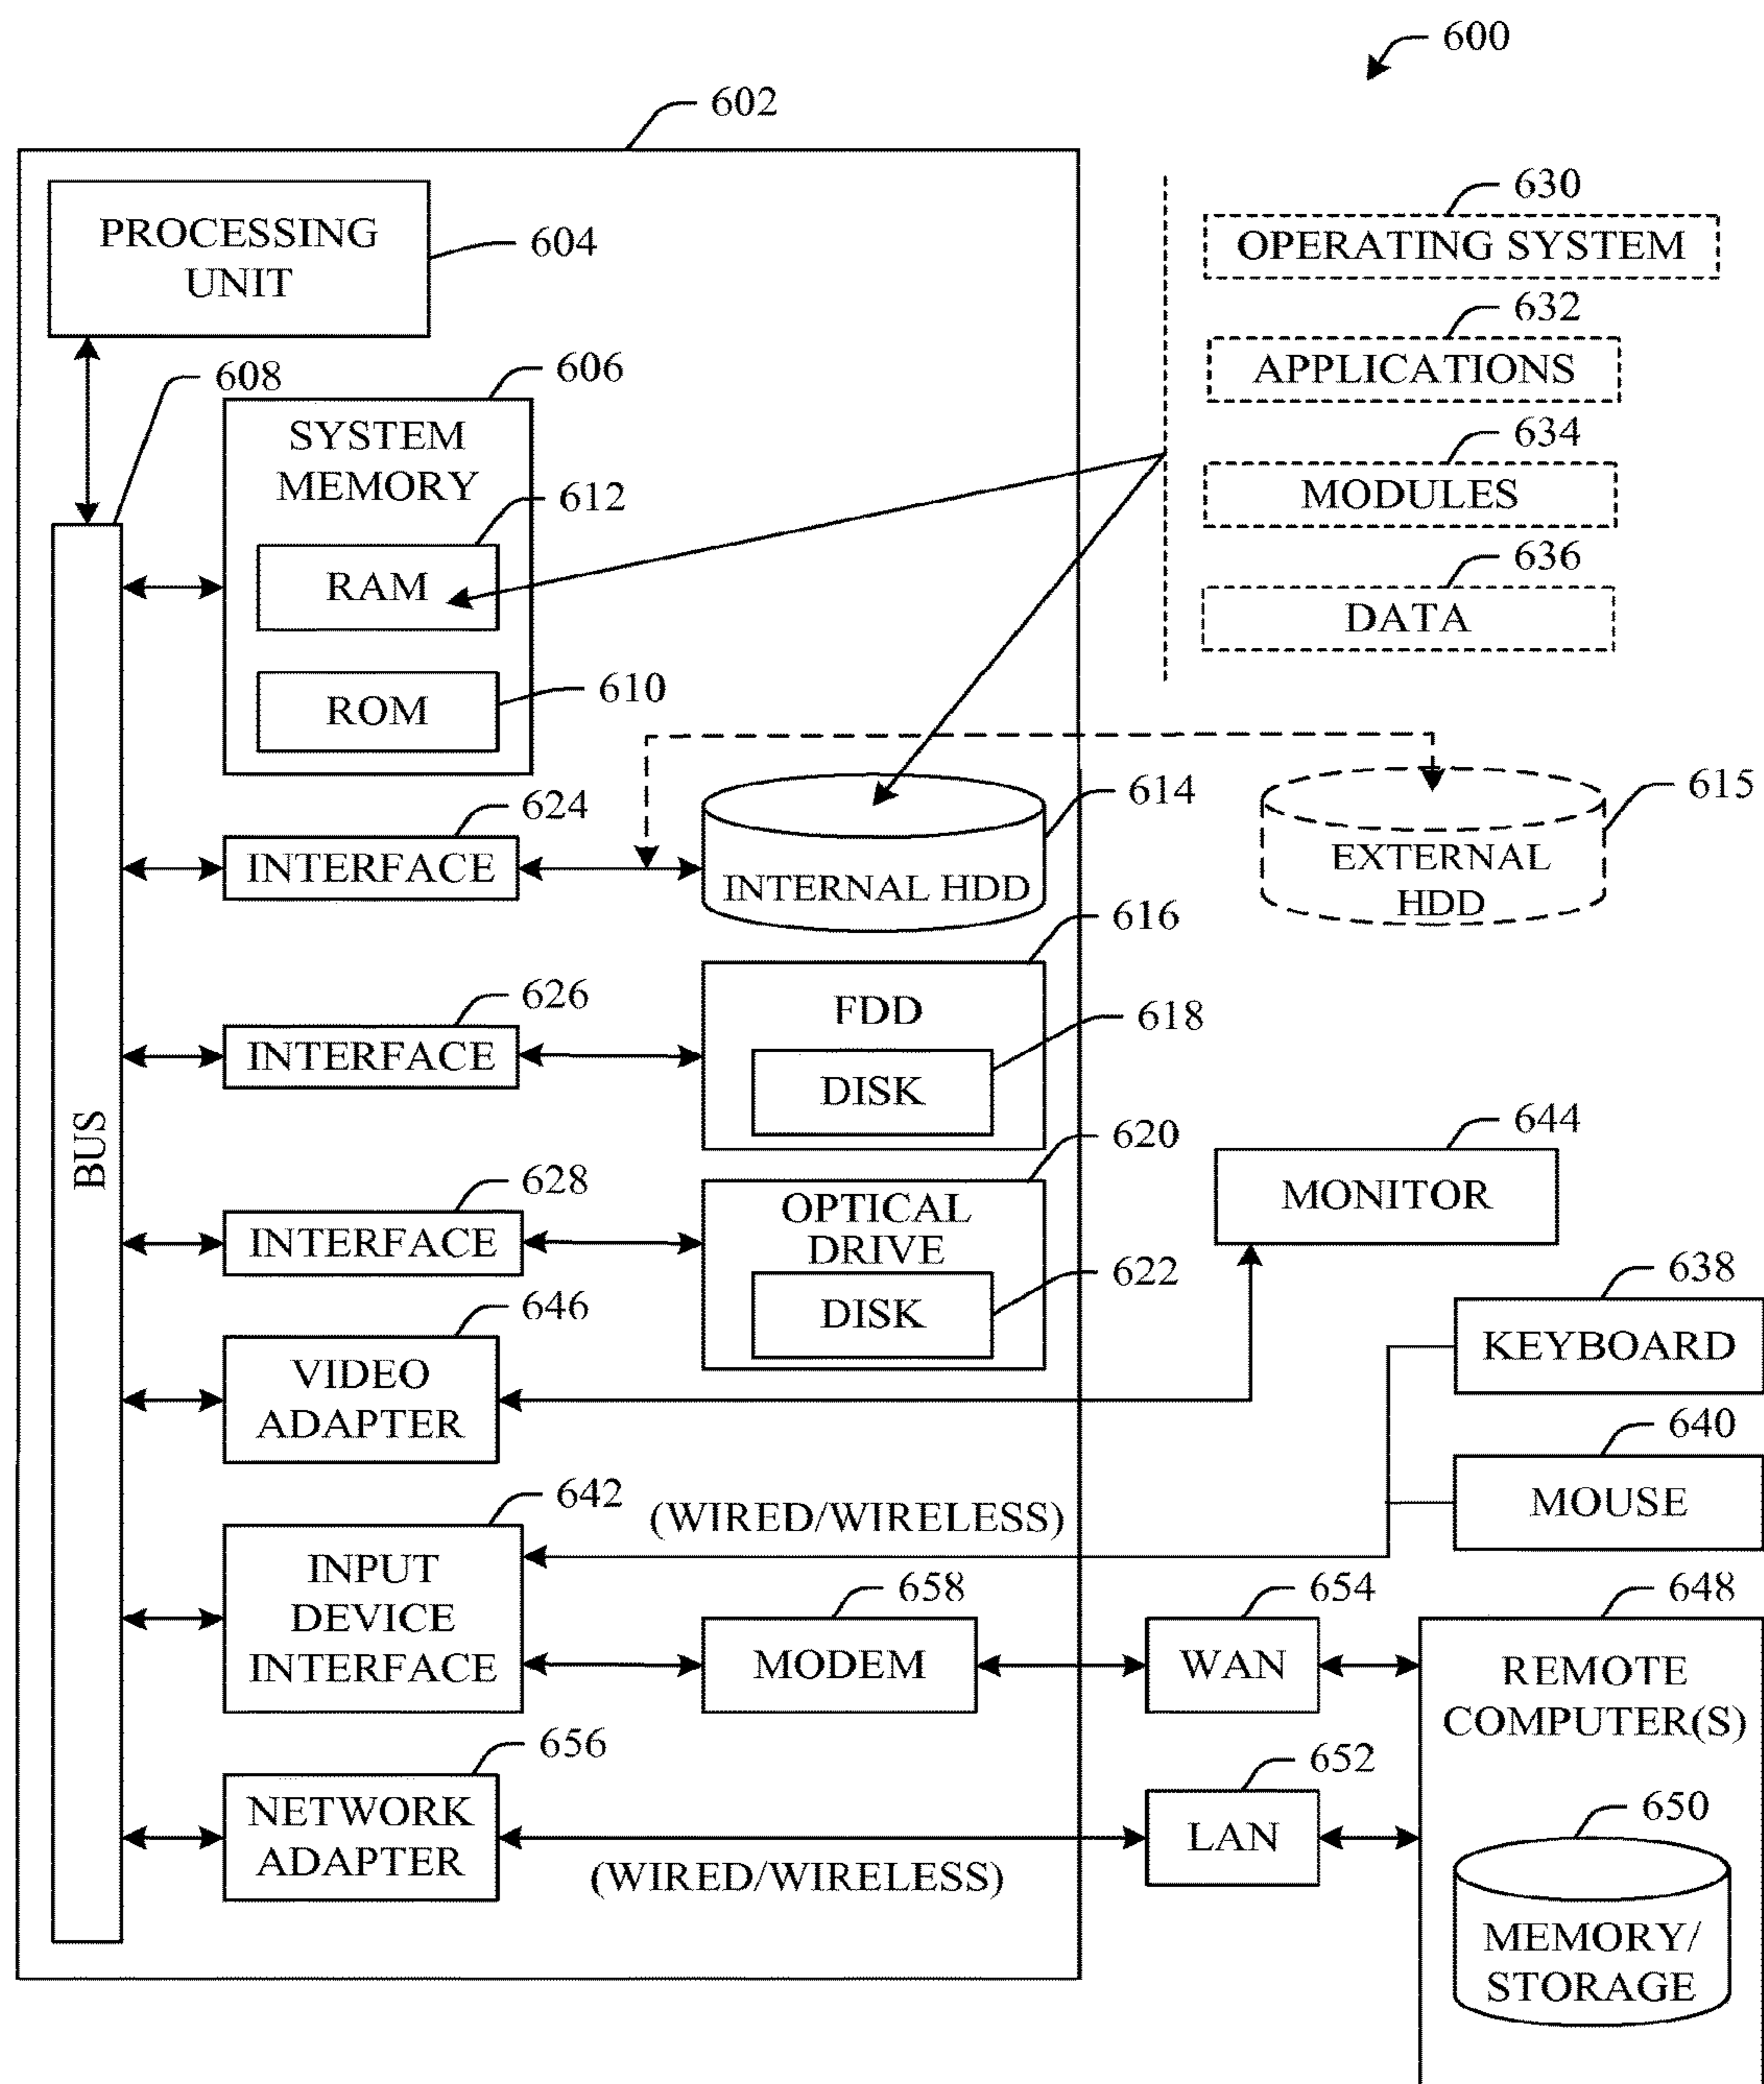 600
602
PROCESSING
UNIT
604
630
OPERATING SYSTEM
632
APPLICATIONS
634
MODULES
636
DATA
608
606
SYSTEM
MEMORY
612
RAM
610
ROM
624
INTERFACE
614
INTERNAL HDD
615
EXTERNAL
HDD
626
INTERFACE
616
FDD
618
DISK
BUS
628
INTERFACE
620
OPTICAL
DRIVE
622
DISK
644
MONITOR
646
VIDEO
ADAPTER
638
KEYBOARD
640
MOUSE
642
INPUT
DEVICE
INTERFACE
(WIRED/WIRELESS)
658
MODEM
654
WAN
648
REMOTE
COMPUTER(S)
656
NETWORK
ADAPTER
(WIRED/WIRELESS)
652
LAN
650
MEMORY/
STORAGE